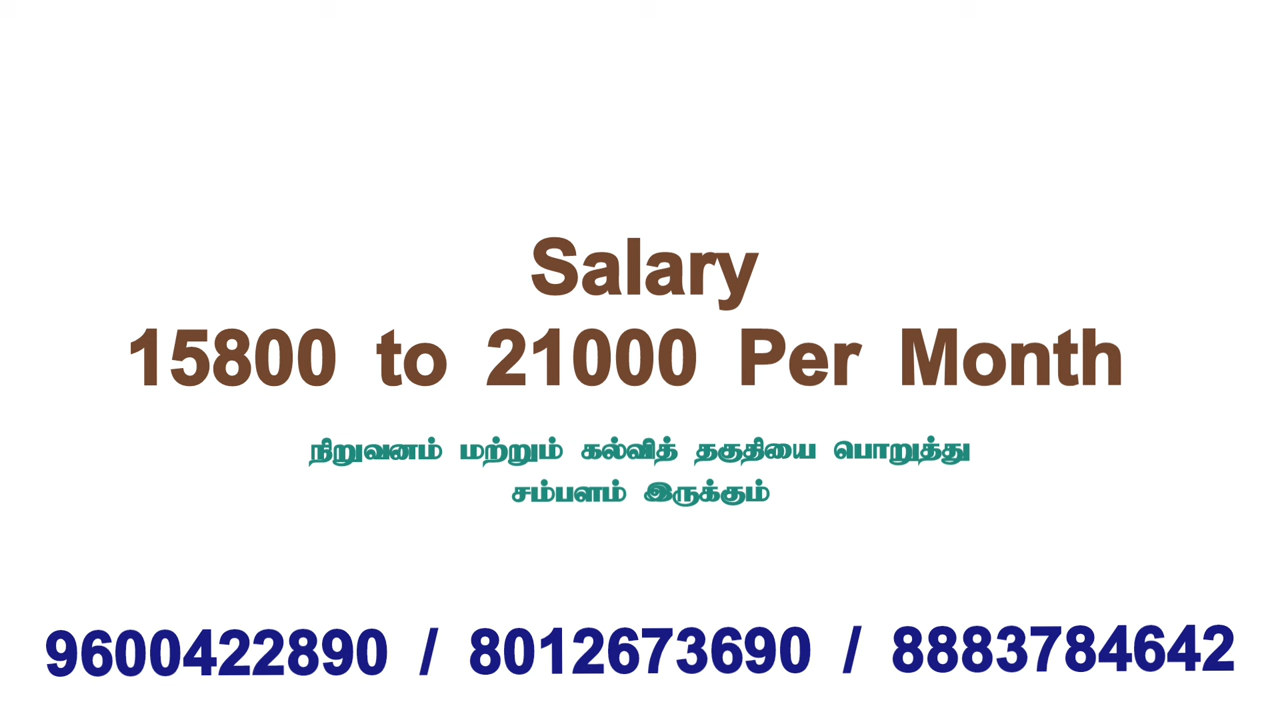 Salary
15800 to 21000 Per Month
நிறுவனம் மற்றும் கல்வித் தகுதியை பொறுத்து
சம்பளம் இருக்கும்
9600422890 / 8012673690 / 8883784642